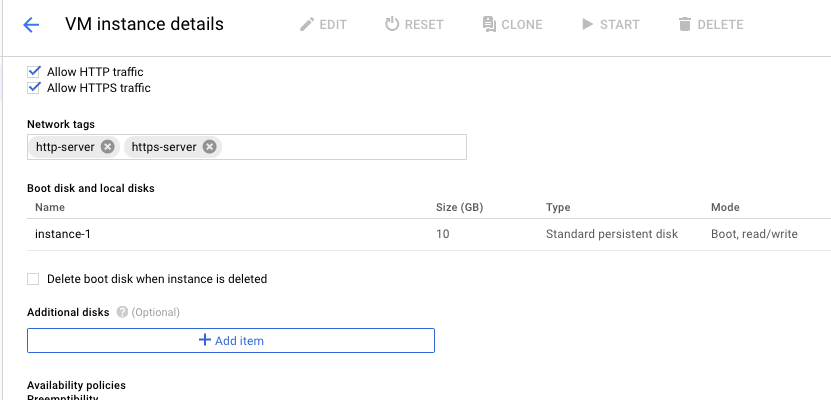 VM instance details EDIT RESET CLONE START DELETE
Allow HTTP traffic
Allow HTTPS traffic
Network tags
http-server https-server
Boot disk and local disks
Name Size (GB) Type Mode
instance-1 10 Standard persistent disk Boot, read/write
Delete boot disk when instance is deleted
Additional disks ? (Optional)
+ Add item
Availability policies
Preemptibility